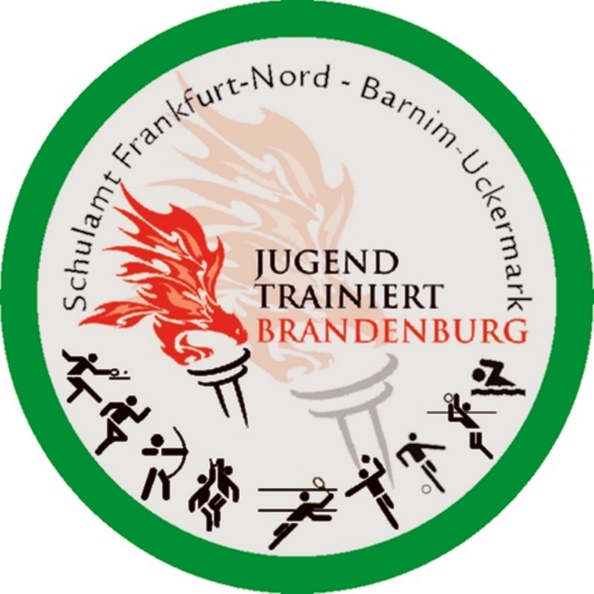 Schulamt Frankfurt-Nord - Barnim-Uckermark
JUGEND
TRAINIERT
BRANDENBURG